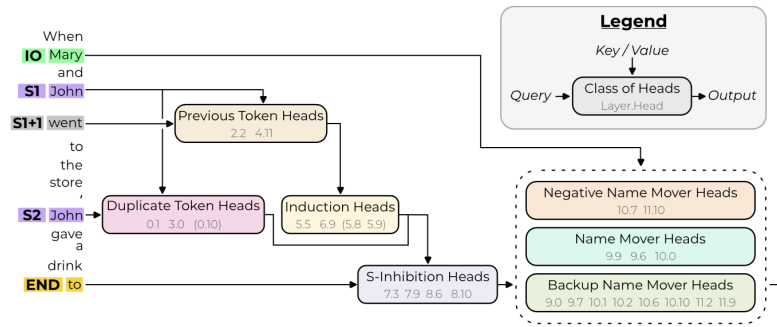 When
IO Mary
and
S1 John
S1+1 went
to
the
store
,
S2 John
gave
a
drink
END to
Previous Token Heads
2.2 4.11
Duplicate Token Heads
0.1 3.0 (0.10)
Induction Heads
5.5 6.9 (5.8 5.9)
S-Inhibition Heads
7.3 7.9 8.6 8.10
Legend
Key / Value
Query
Class of Heads
Layer.Head
Output
Negative Name Mover Heads
10.7 11.10
Name Mover Heads
9.9 9.6 10.0
Backup Name Mover Heads
9.0 9.7 10.1 10.2 10.6 10.10 11.2 11.9